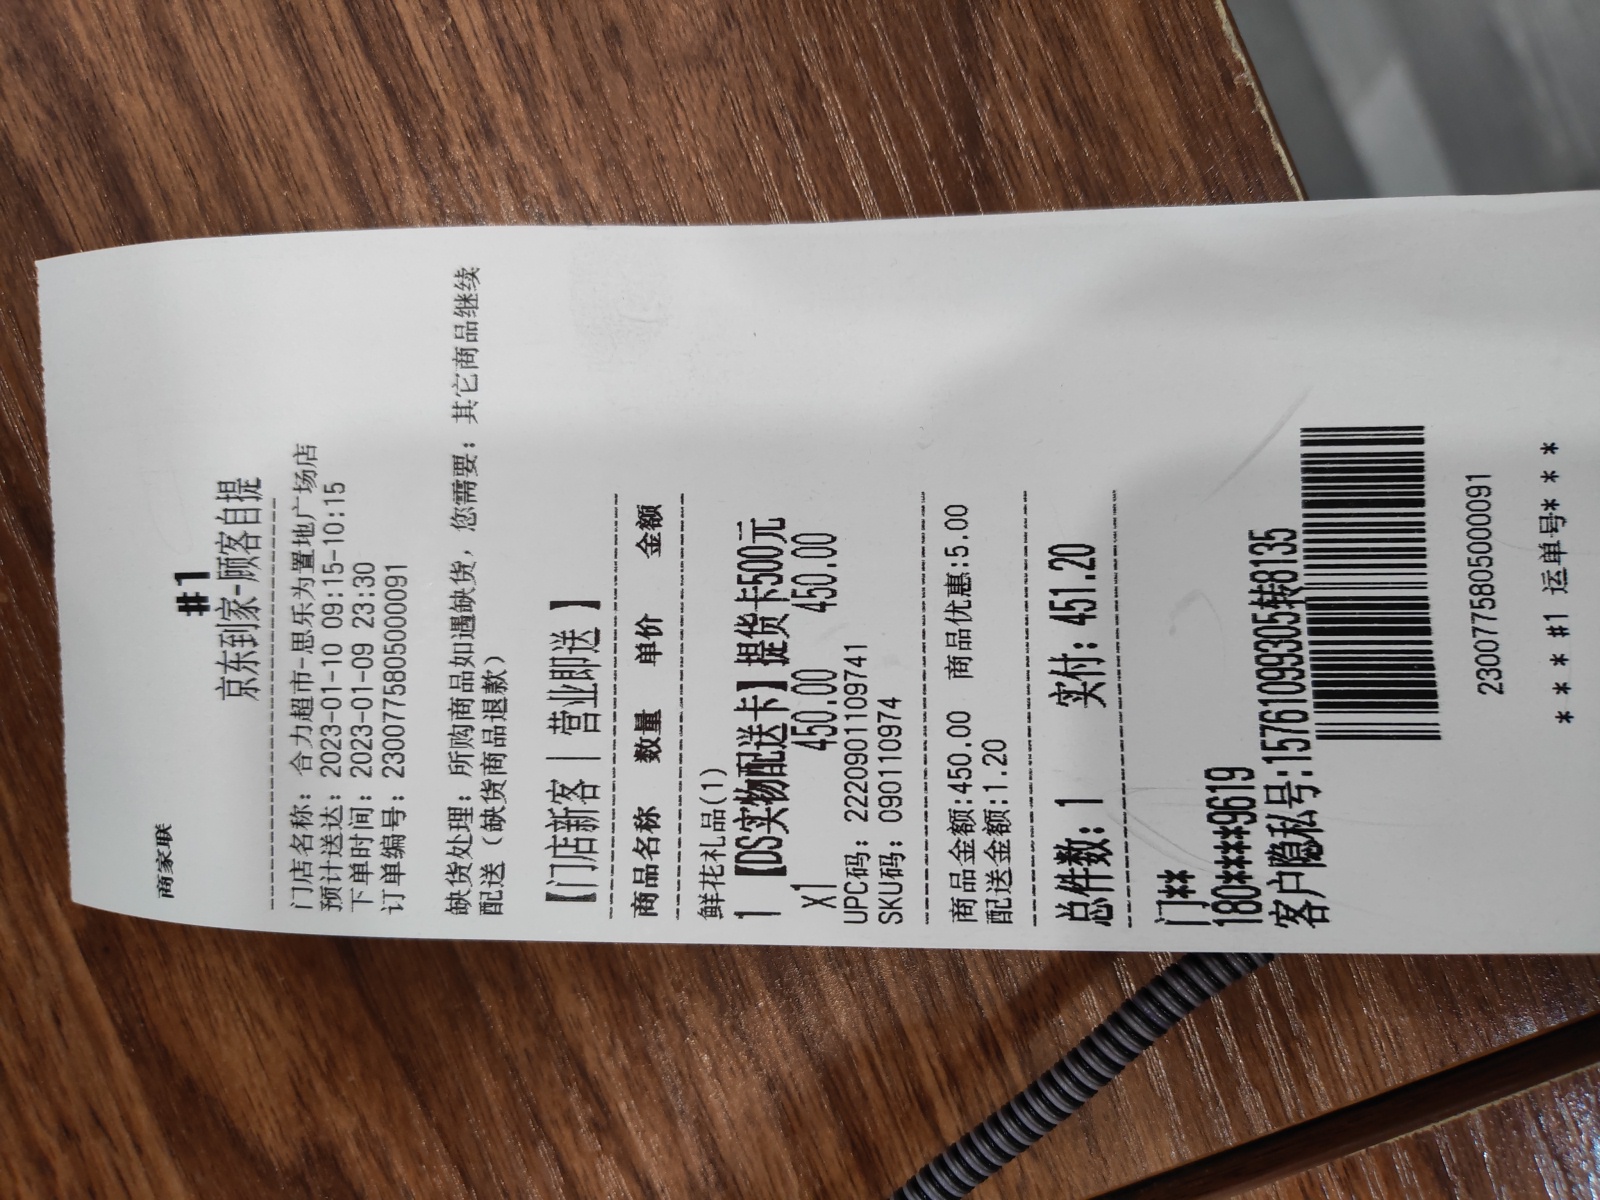 商家联
#1
京东到家-顾客自提
门店名称：合力超市-思乐为置地广场店
预计送达：2023-01-10 09:15-10:15
下单时间：2023-01-09 23:30
订单编号：2300775805000091
缺货处理：所购商品如遇缺货，您需要：其它商品继续
配送（缺货商品退款）
【门店新客 | 营业即送】
商品名称 数量 单价 金额
鲜花礼品(1)
1 【DS实物配送卡】提货卡500元
X1 450.00 450.00
UPC码：2220901109741
SKU码：090110974
商品金额:450.00 商品优惠:5.00
配送金额:1.20
总件数：1 实付：451.20
门**
180****9619
客户隐私号:15761099305转8135
2300775805000091
* * * #1 运单号* * *